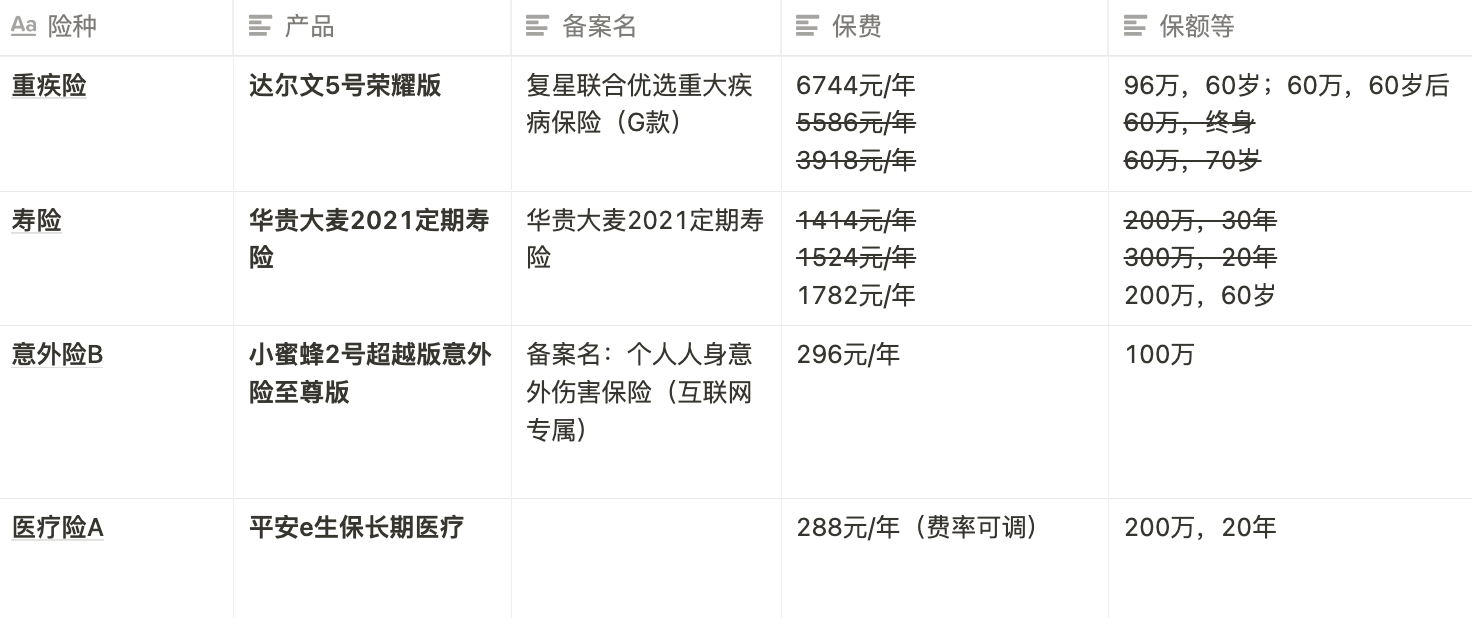 Aa 险种
产品
备案名
保费
保额等
重疾险
达尔文5号荣耀版
复星联合优选重大疾
病保险（G款）
6744元/年
5586元/年
3918元/年
96万，60岁；60万，60岁后
60万，终身
60万，70岁
寿险
华贵大麦2021定期寿
险
华贵大麦2021定期寿
险
1414元/年
1524元/年
1782元/年
200万，30年
300万，20年
200万，60岁
意外险B
小蜜蜂2号超越版意外
险至尊版
备案名：个人人身意
外伤害保险（互联网
专属）
296元/年
100万
医疗险A
平安e生保长期医疗
288元/年（费率可调）
200万，20年